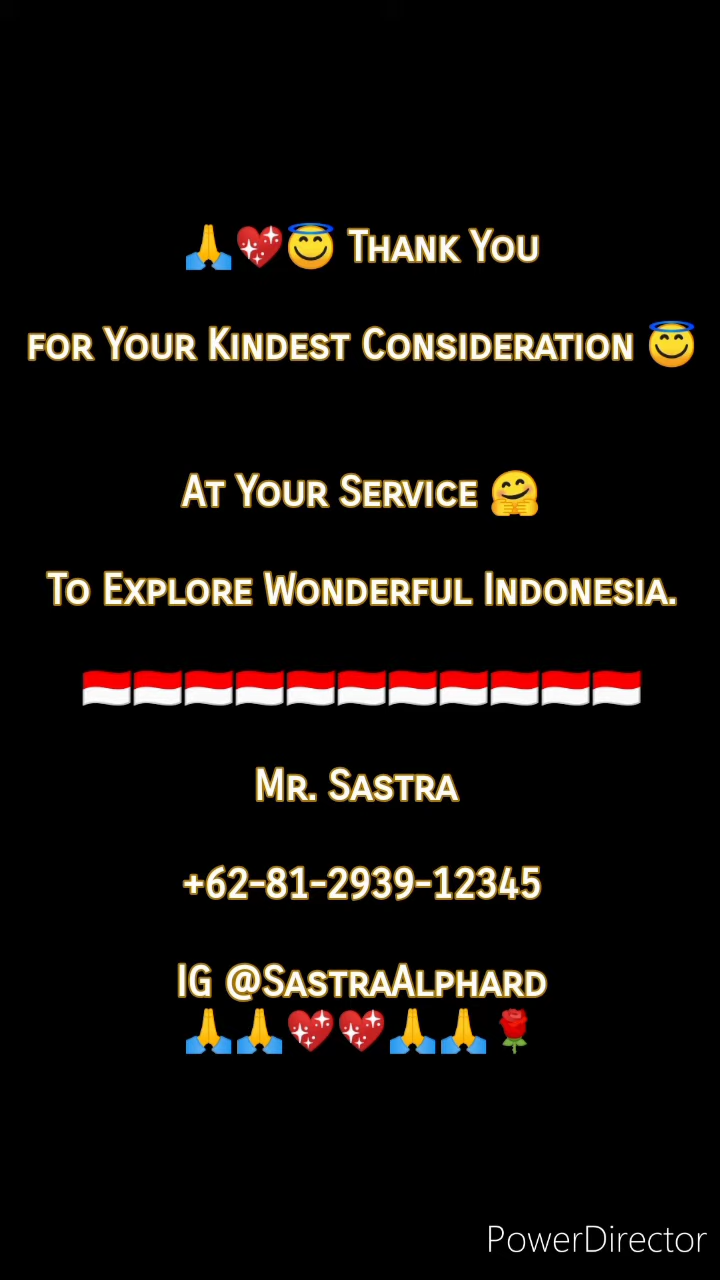 🙏💖😇 Thank You
for Your Kindest Consideration 😇
At Your Service 🤗
To Explore Wonderful Indonesia.
🇮🇩🇮🇩🇮🇩🇮🇩🇮🇩🇮🇩🇮🇩🇮🇩🇮🇩🇮🇩🇮🇩
Mr. Sastra
+62-81-2939-12345
IG @SastraAlphard
🙏🙏💖💖🙏🙏🌹
PowerDirector